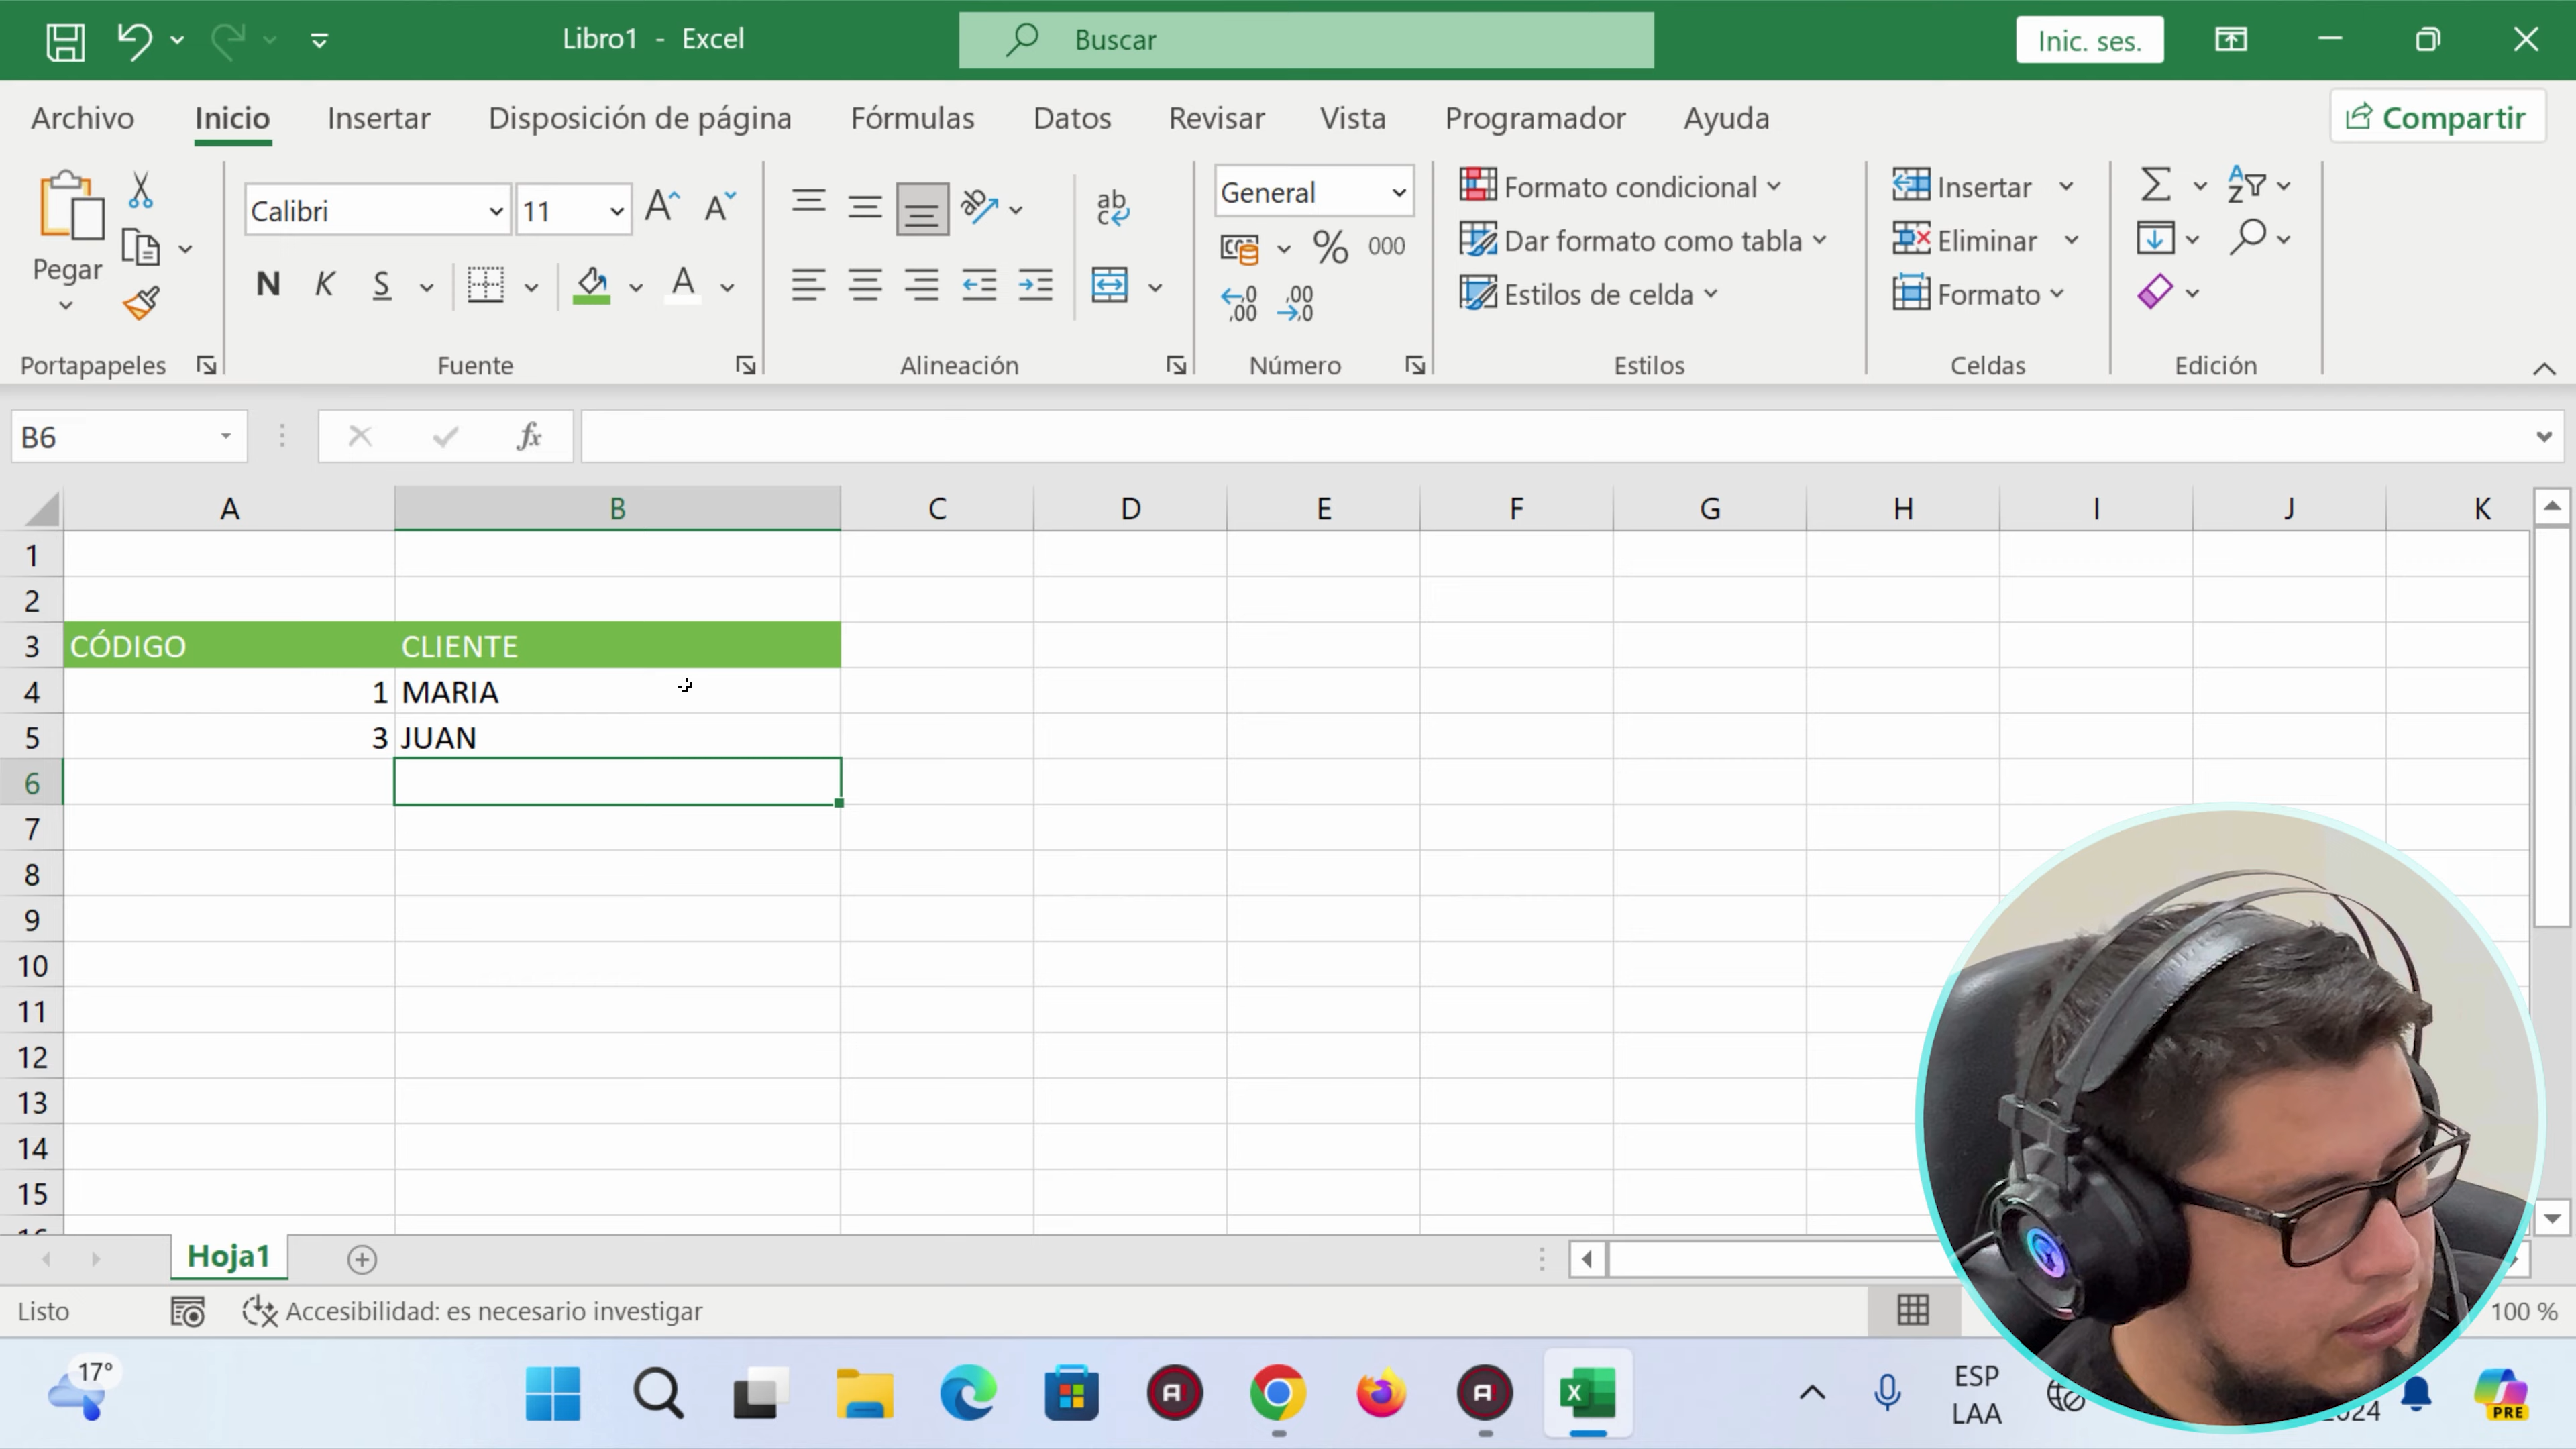 Libro1 - Excel
Buscar
Inic. ses.
Archivo Inicio Insertar Disposición de página Fórmulas Datos Revisar Vista Programador Ayuda Compartir
Pegar
Calibri 11
N K S
A
ab
c
General
% 000
Formato condicional
Dar formato como tabla
Estilos de celda
Insertar
Eliminar
Formato
Portapapeles Fuente Alineación Número Estilos Celdas Edición
B6 fx
A B C D E F G H I J K
1
2
3 CÓDIGO CLIENTE
4 1 MARIA
5 3 JUAN
6
7
8
9
10
11
12
13
14
15
Hoja1
Listo Accesibilidad: es necesario investigar 100 %
17°
ESP
LAA
2024
PRE